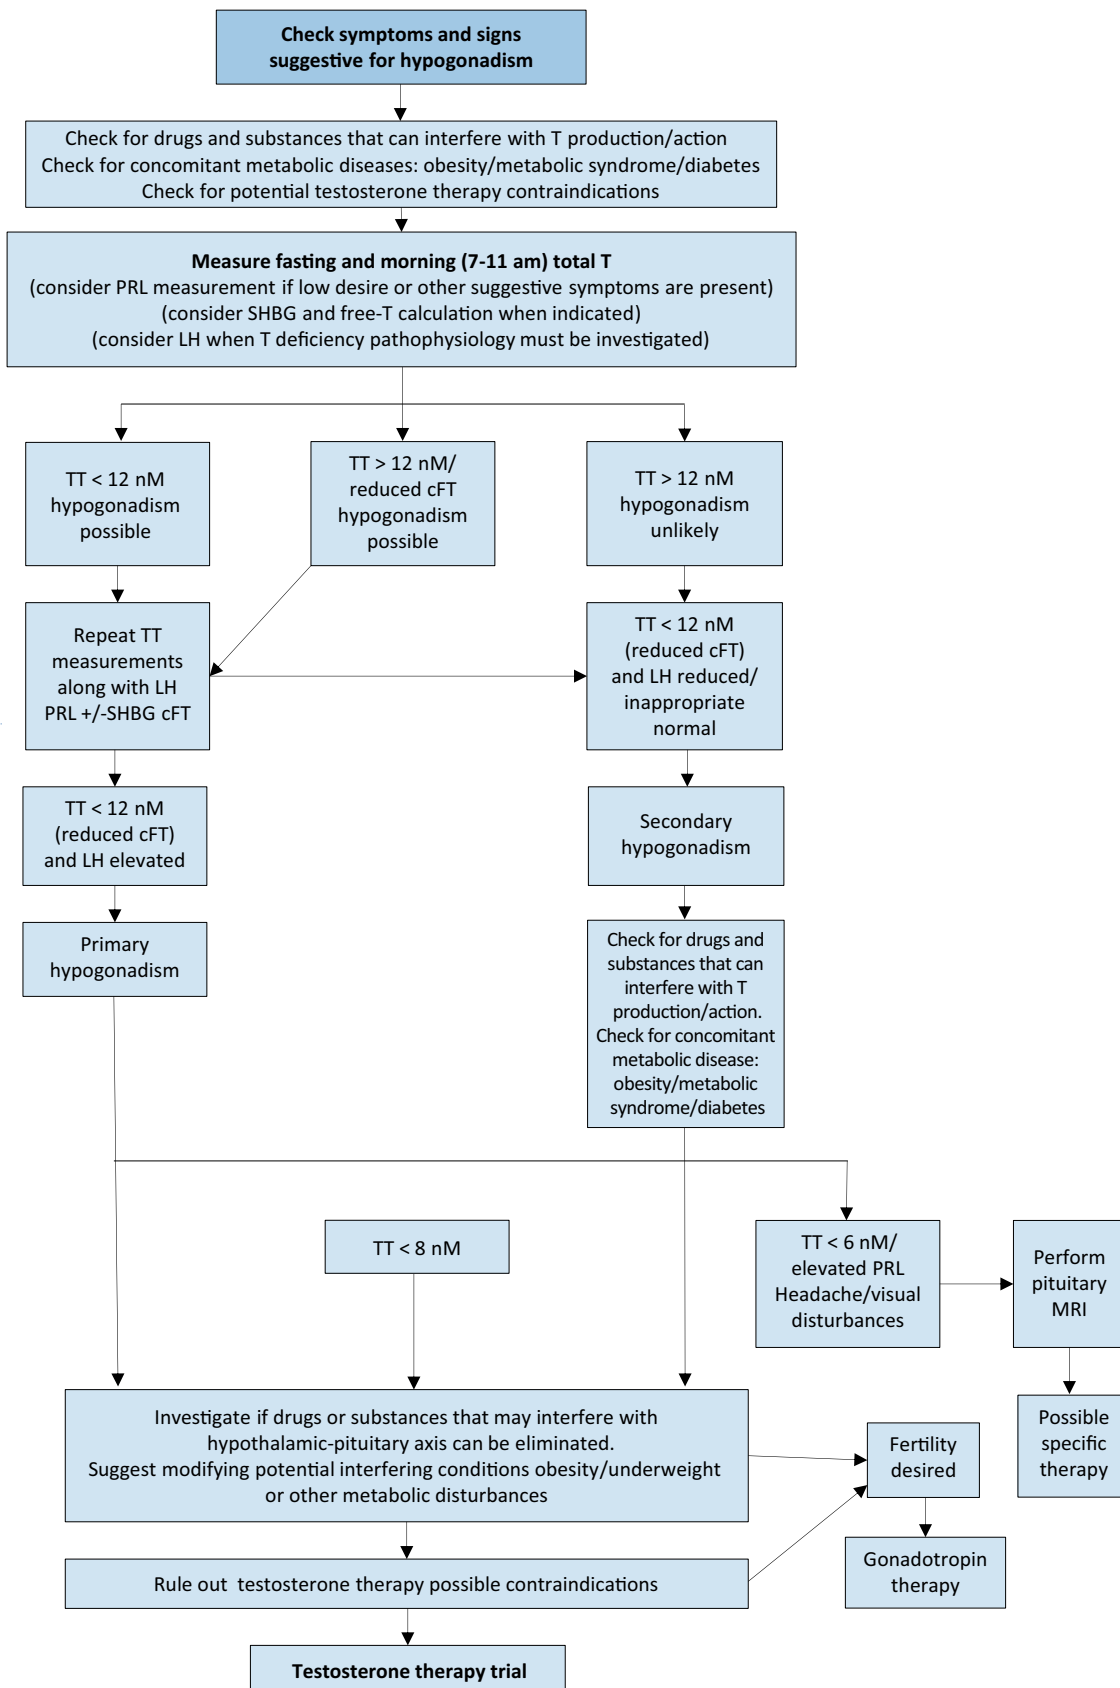 Check symptoms and signs
suggestive for hypogonadism
Check for drugs and substances that can interfere with T production/action
Check for concomitant metabolic diseases: obesity/metabolic syndrome/diabetes
Check for potential testosterone therapy contraindications
Measure fasting and morning (7-11 am) total T
(consider PRL measurement if low desire or other suggestive symptoms are present)
(consider SHBG and free-T calculation when indicated)
(consider LH when T deficiency pathophysiology must be investigated)
TT < 12 nM
hypogonadism
possible
TT > 12 nM/
reduced cFT
hypogonadism
possible
TT > 12 nM
hypogonadism
unlikely
Repeat TT
measurements
along with LH
PRL +/-SHBG cFT
TT < 12 nM
(reduced cFT)
and LH reduced/
inappropriate
normal
TT < 12 nM
(reduced cFT)
and LH elevated
Secondary
hypogonadism
Primary
hypogonadism
Check for drugs and
substances that can
interfere with T
production/action.
Check for concomitant
metabolic disease:
obesity/metabolic
syndrome/diabetes
TT < 8 nM
TT < 6 nM/
elevated PRL
Headache/visual
disturbances
Perform
pituitary
MRI
Investigate if drugs or substances that may interfere with
hypothalamic-pituitary axis can be eliminated.
Suggest modifying potential interfering conditions obesity/underweight
or other metabolic disturbances
Fertility
desired
Possible
specific
therapy
Rule out testosterone therapy possible contraindications
Gonadotropin
therapy
Testosterone therapy trial